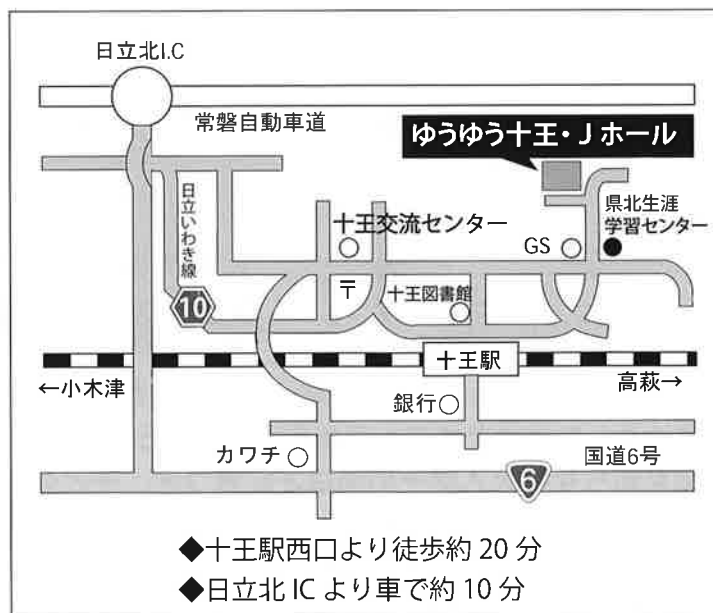 日立北I.C
常磐自動車道
ゆうゆう十王・Jホール
日立いわき線
10
十王交流センター
県北生涯
学習センター
GS
〒
十王図書館
十王駅
←小木津
高萩→
銀行
カワチ
国道6号
6
◆十王駅西口より徒歩約20分
◆日立北ICより車で約10分